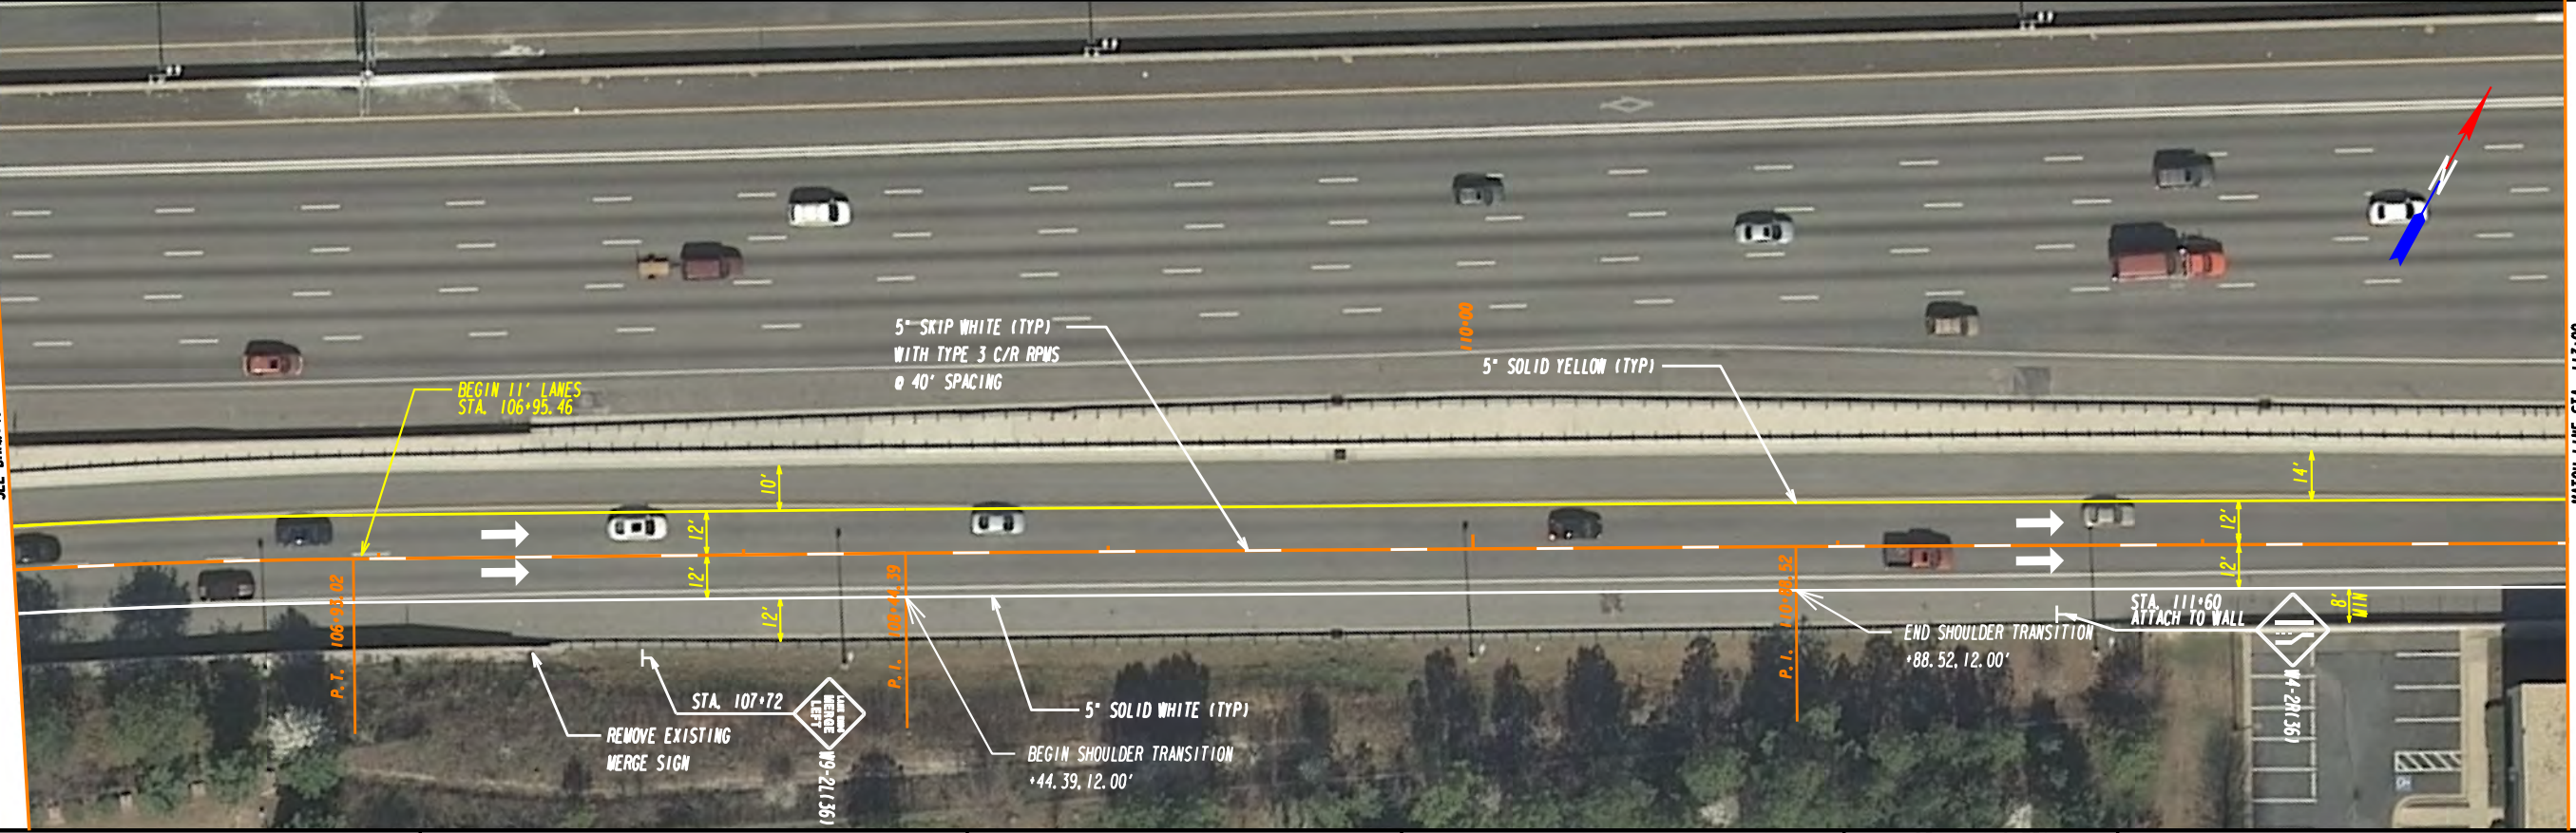 5" SKIP WHITE (TYP)
WITH TYPE 3 C/R RPMS
@ 40' SPACING
110+00
5" SOLID YELLOW (TYP)
BEGIN 11' LANES
STA. 106+95.46
N
10'
14'
12'
12'
12'
12'
12'
8'
MIN
P.T. 106+93.02
P.I. 108+44.39
P.I. 110+88.52
STA. 111+60
ATTACH TO WALL
END SHOULDER TRANSITION
+88.52, 12.00'
W4-2R(36)
STA. 107+72
LANE ENDS
MERGE
LEFT
W9-2L(36)
REMOVE EXISTING
MERGE SIGN
5" SOLID WHITE (TYP)
BEGIN SHOULDER TRANSITION
+44.39, 12.00'